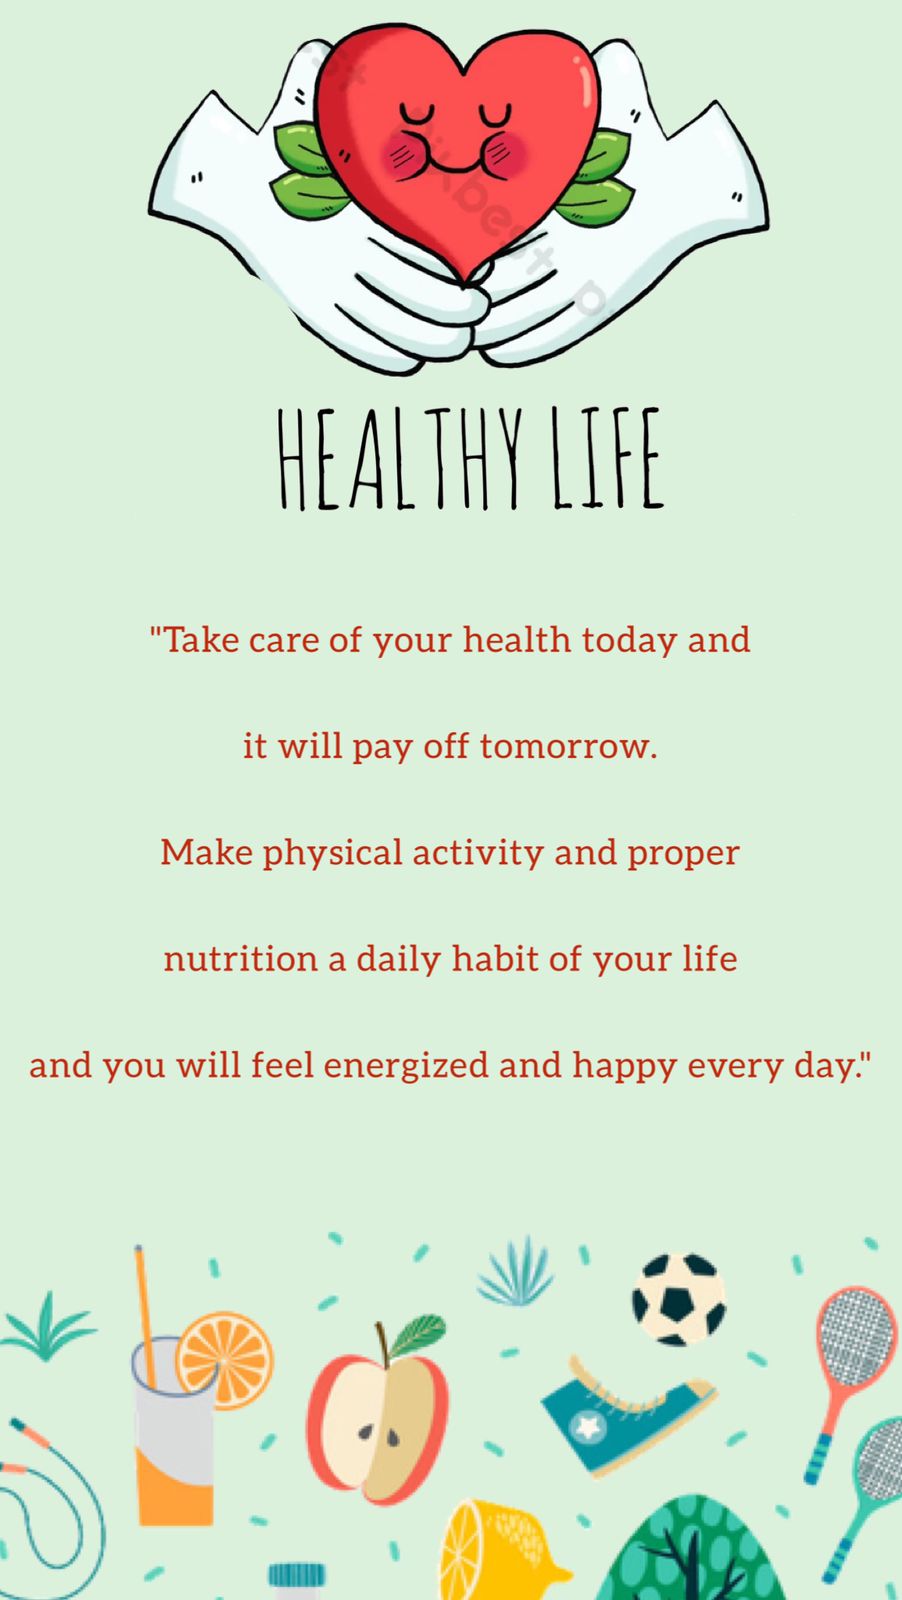 HEALTHY LIFE
"Take care of your health today and
it will pay off tomorrow.
Make physical activity and proper
nutrition a daily habit of your life
and you will feel energized and happy every day."